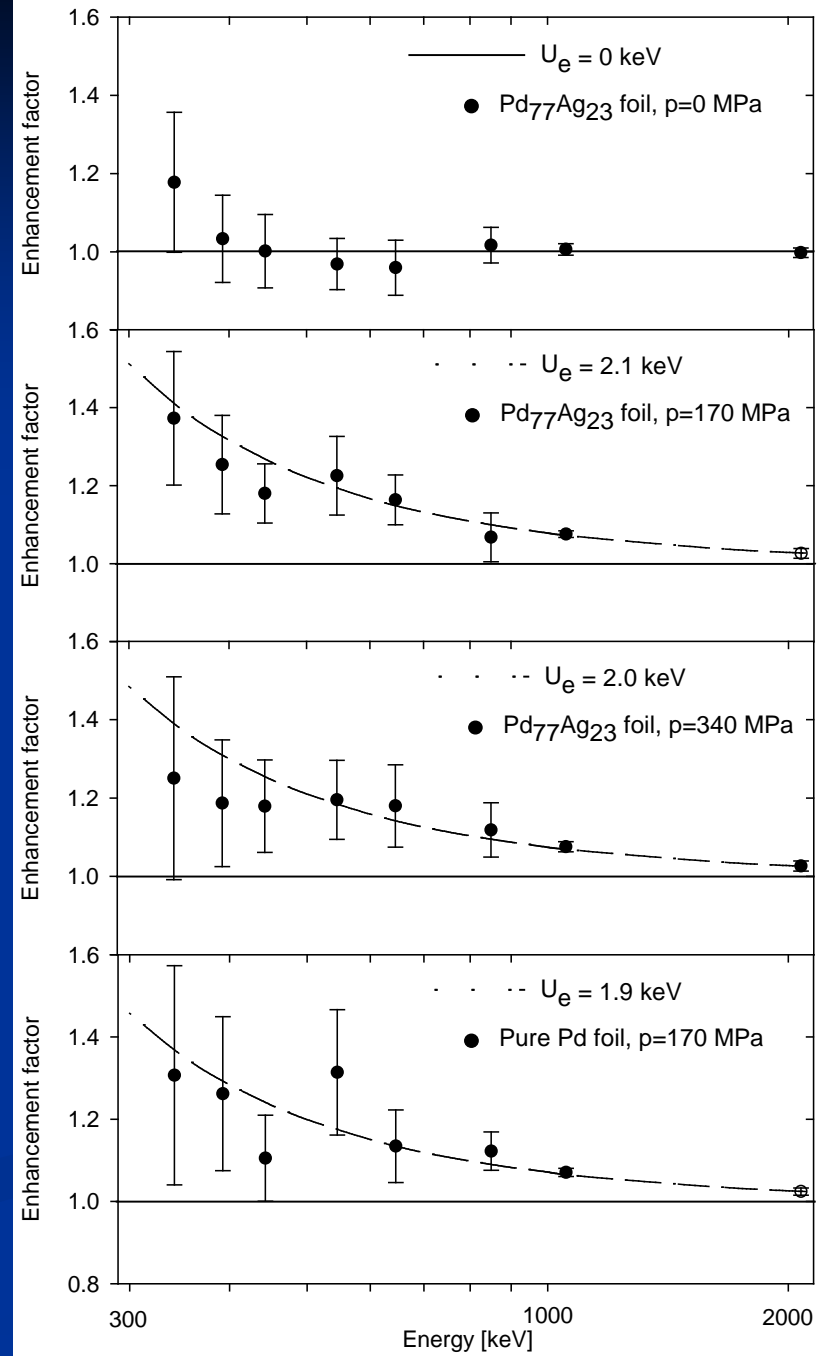 1.6
1.4
1.2
1.0
Enhancement factor
U_e = 0 keV
Pd77Ag23 foil, p=0 MPa
1.6
1.4
1.2
1.0
Enhancement factor
U_e = 2.1 keV
Pd77Ag23 foil, p=170 MPa
1.6
1.4
1.2
1.0
Enhancement factor
U_e = 2.0 keV
Pd77Ag23 foil, p=340 MPa
1.6
1.4
1.2
1.0
0.8
Enhancement factor
U_e = 1.9 keV
Pure Pd foil, p=170 MPa
300 1000 2000
Energy [keV]